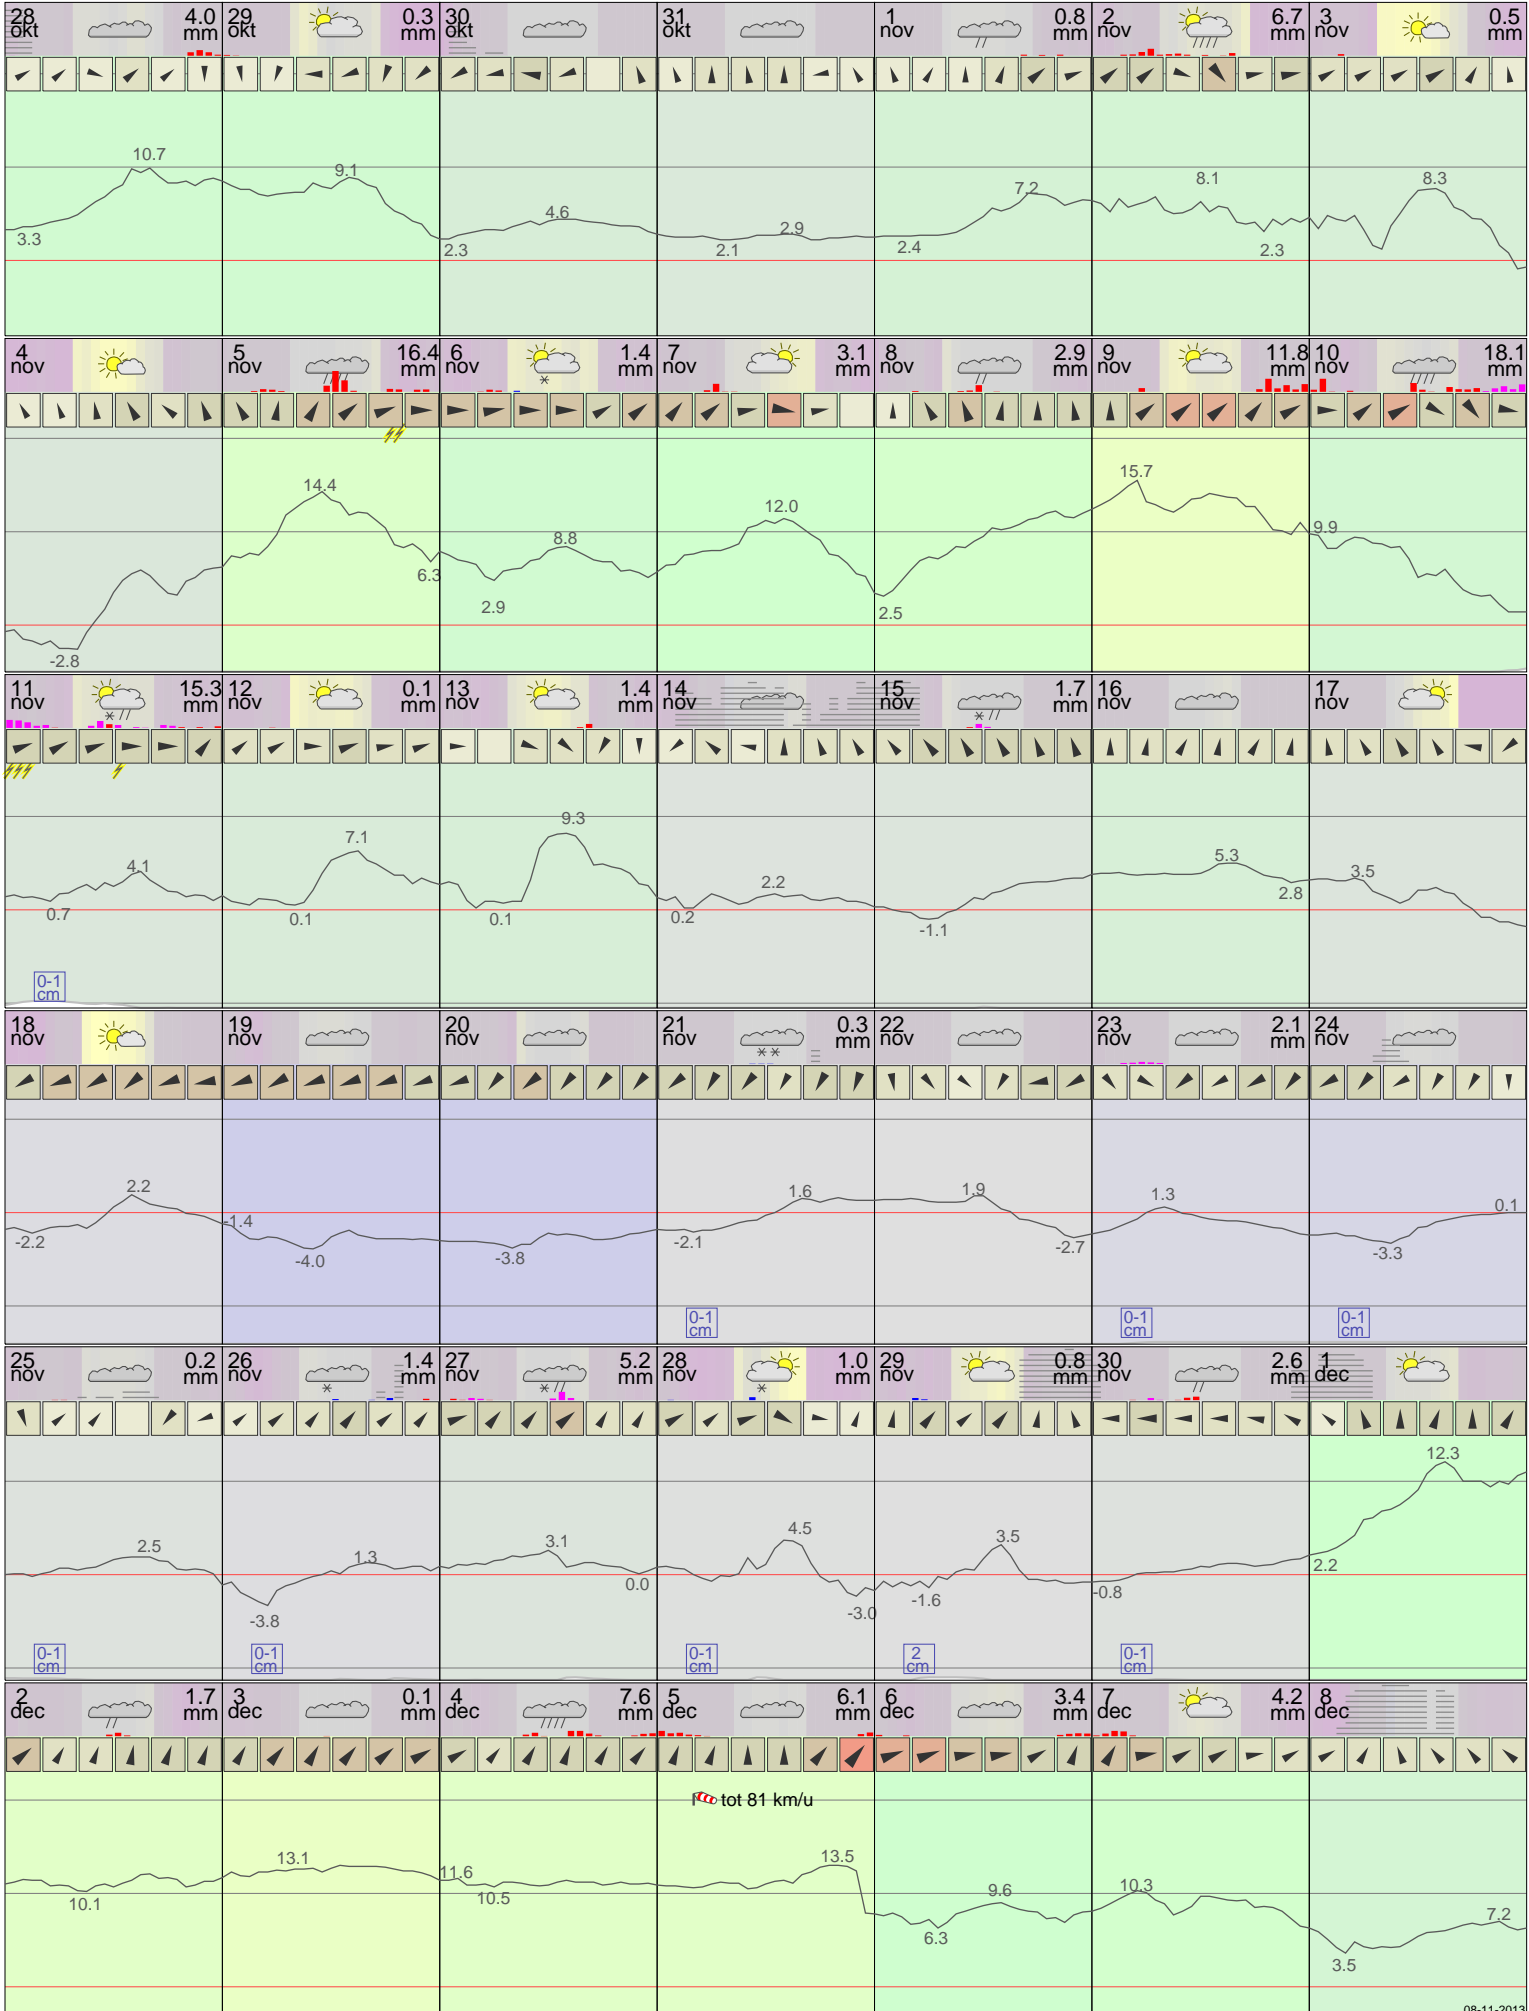 28 okt 4.0 mm 29 okt 0.3 mm 30 okt 31 okt 1 nov 0.8 mm 2 nov 6.7 mm 3 nov 0.5 mm
10.7 9.1 4.6 2.9 7.2 8.1 8.3
3.3 2.3 2.1 2.4 2.3
4 nov 5 nov 16.4 mm 6 nov 1.4 mm 7 nov 3.1 mm 8 nov 2.9 mm 9 nov 11.8 mm 10 nov 18.1 mm
14.4 8.8 12.0 15.7 9.9
-2.8 6.3 2.9 2.5
11 nov 15.3 mm 12 nov 0.1 mm 13 nov 1.4 mm 14 nov 15 nov 1.7 mm 16 nov 17 nov
4.1 7.1 9.3 2.2 5.3 3.5
0.7 0.1 0.1 0.2 -1.1 2.8
0-1 cm
18 nov 19 nov 20 nov 21 nov 0.3 mm 22 nov 23 nov 2.1 mm 24 nov
2.2 -1.4 1.6 1.9 1.3 0.1
-2.2 -4.0 -3.8 -2.1 -2.7 -3.3
0-1 cm 0-1 cm 0-1 cm
25 nov 0.2 mm 26 nov 1.4 mm 27 nov 5.2 mm 28 nov 1.0 mm 29 nov 0.8 mm 30 nov 2.6 mm 1 dec
2.5 1.3 3.1 4.5 3.5 12.3
-3.8 0.0 -3.0 -1.6 -0.8 2.2
0-1 cm 0-1 cm 0-1 cm 2 cm 0-1 cm
2 dec 1.7 mm 3 dec 0.1 mm 4 dec 7.6 mm 5 dec 6.1 mm 6 dec 3.4 mm 7 dec 4.2 mm 8 dec
tot 81 km/u
13.1 11.6 13.5 9.6 10.3 7.2
10.1 10.5 6.3 3.5
08-11-2013